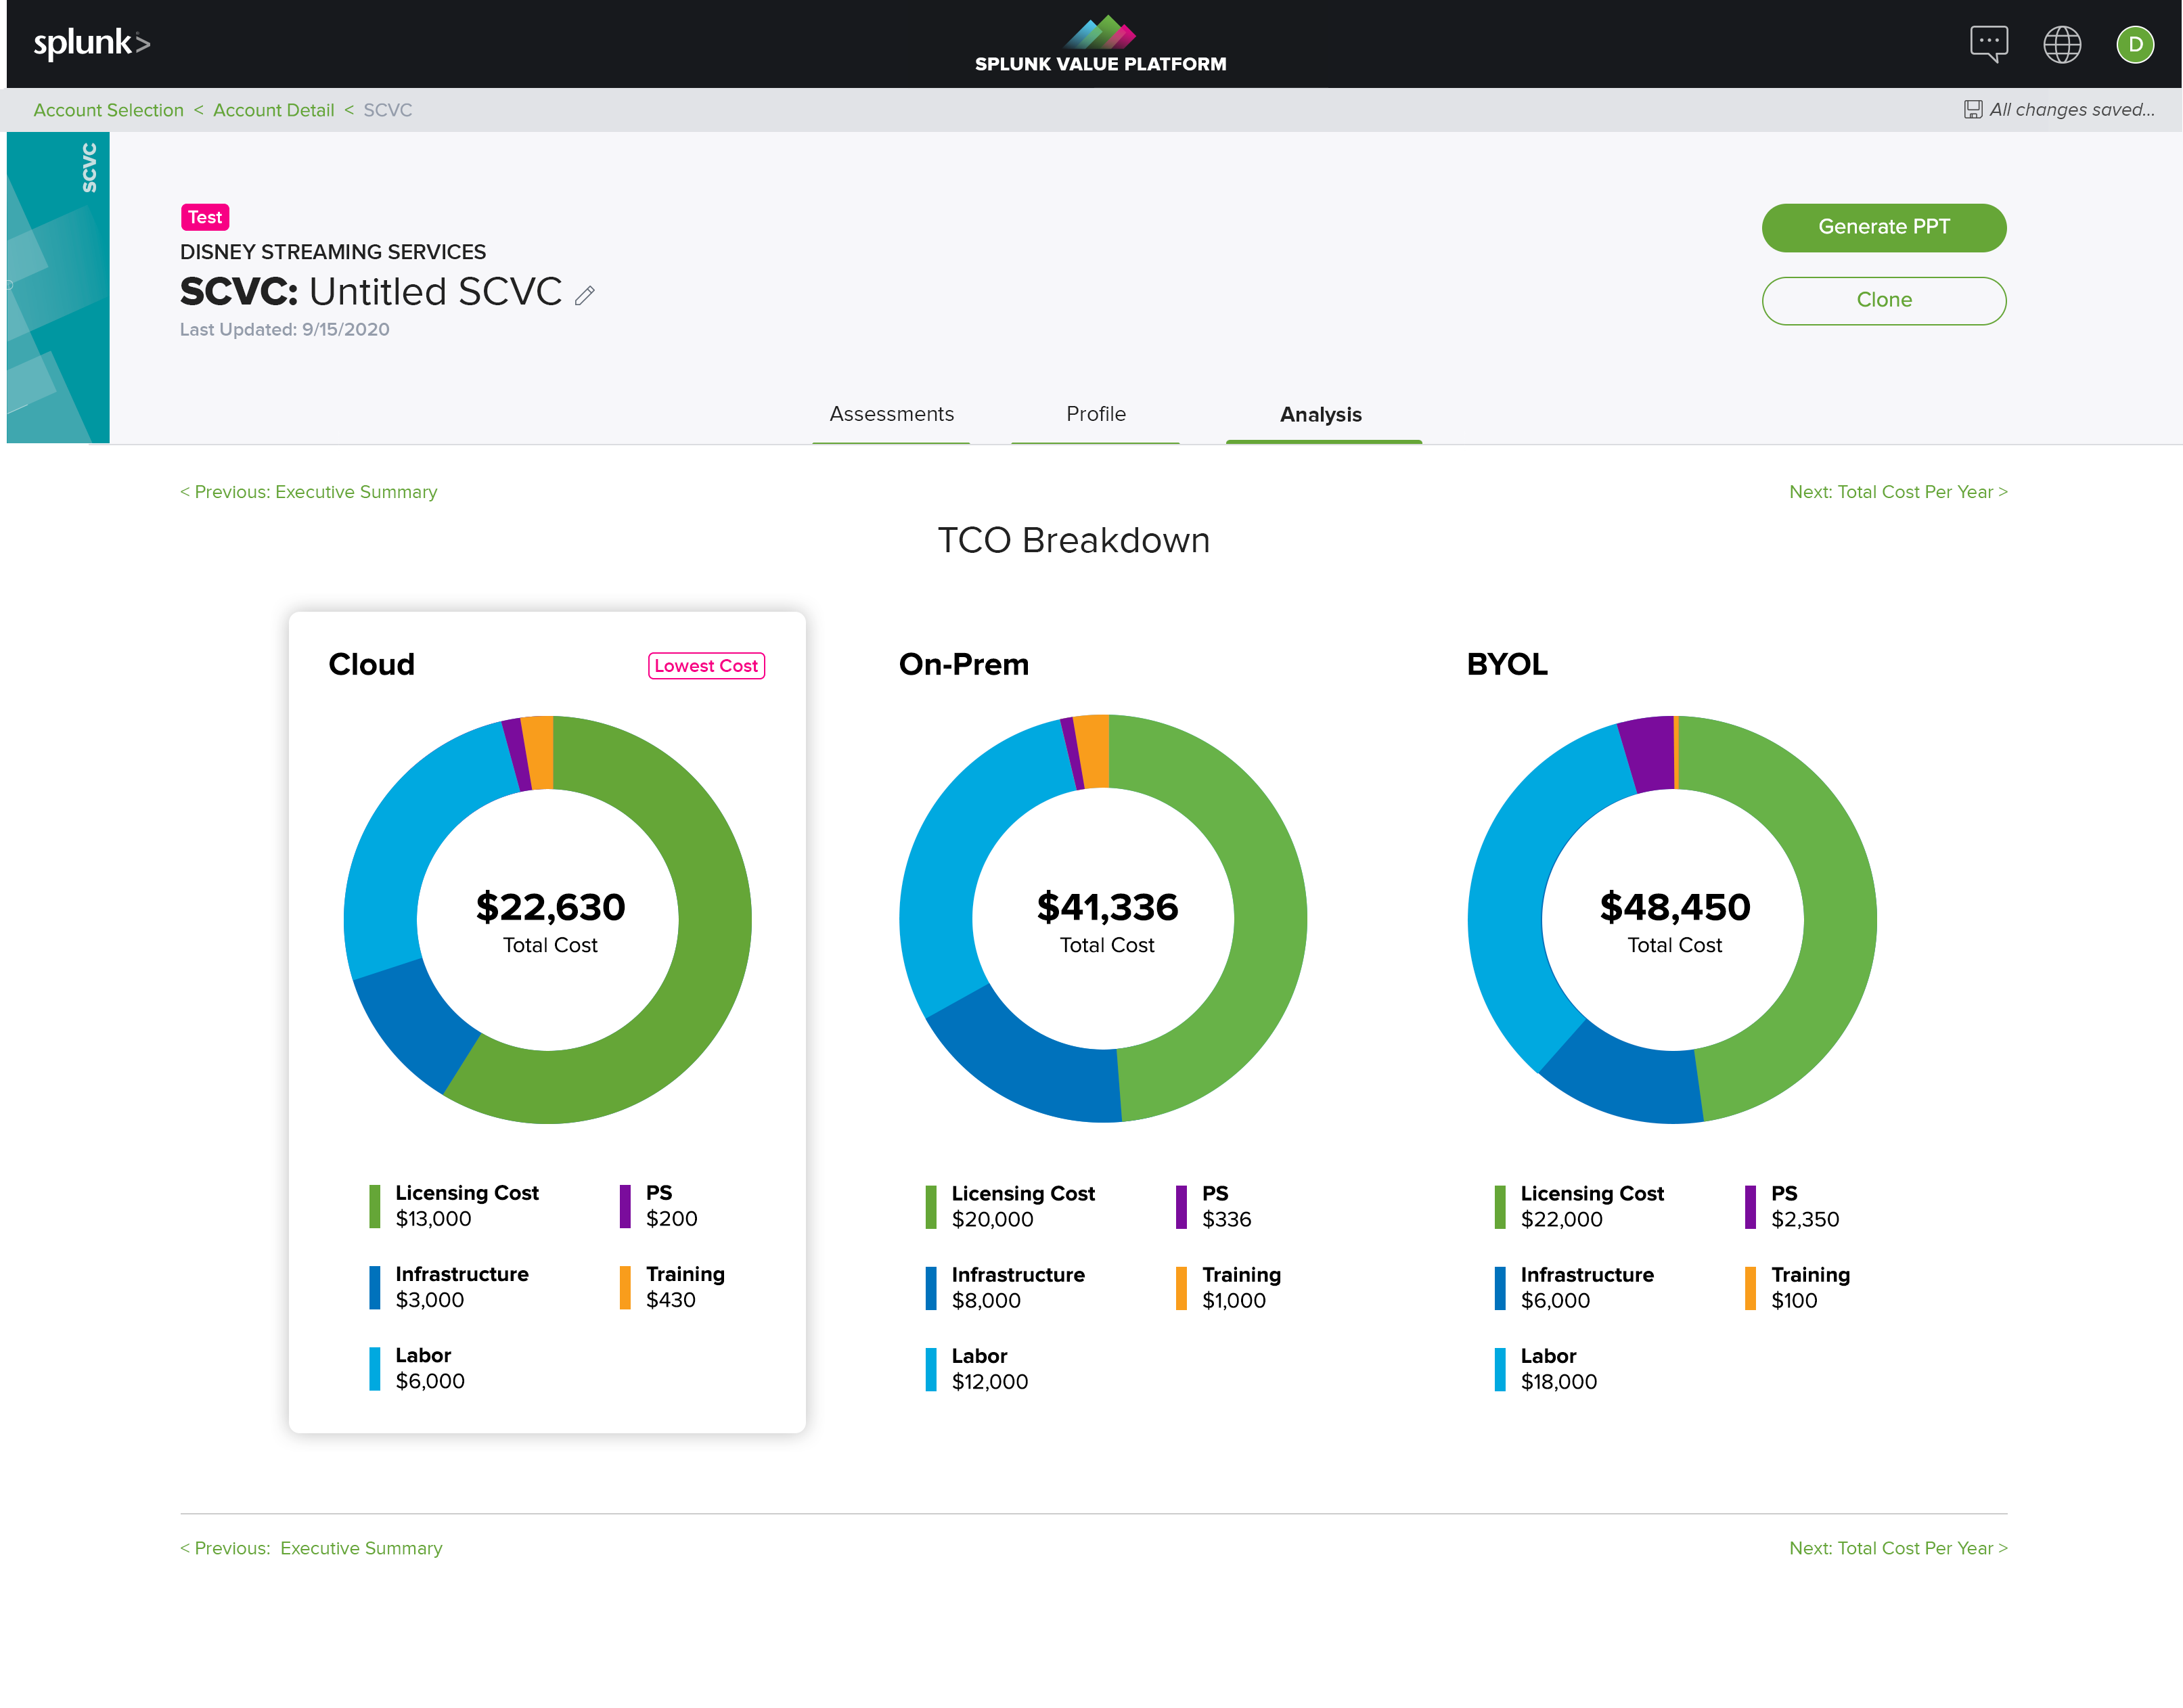 splunk>
SPLUNK VALUE PLATFORM
D
Account Selection < Account Detail < SCVC
All changes saved...
SCVC
Test
DISNEY STREAMING SERVICES
SCVC: Untitled SCVC
Last Updated: 9/15/2020
Generate PPT
Clone
Assessments
Profile
Analysis
< Previous: Executive Summary
Next: Total Cost Per Year >
TCO Breakdown
Cloud
Lowest Cost
$22,630
Total Cost
Licensing Cost
$13,000
PS
$200
Infrastructure
$3,000
Training
$430
Labor
$6,000
On-Prem
$41,336
Total Cost
Licensing Cost
$20,000
PS
$336
Infrastructure
$8,000
Training
$1,000
Labor
$12,000
BYOL
$48,450
Total Cost
Licensing Cost
$22,000
PS
$2,350
Infrastructure
$6,000
Training
$100
Labor
$18,000
< Previous:  Executive Summary
Next: Total Cost Per Year >